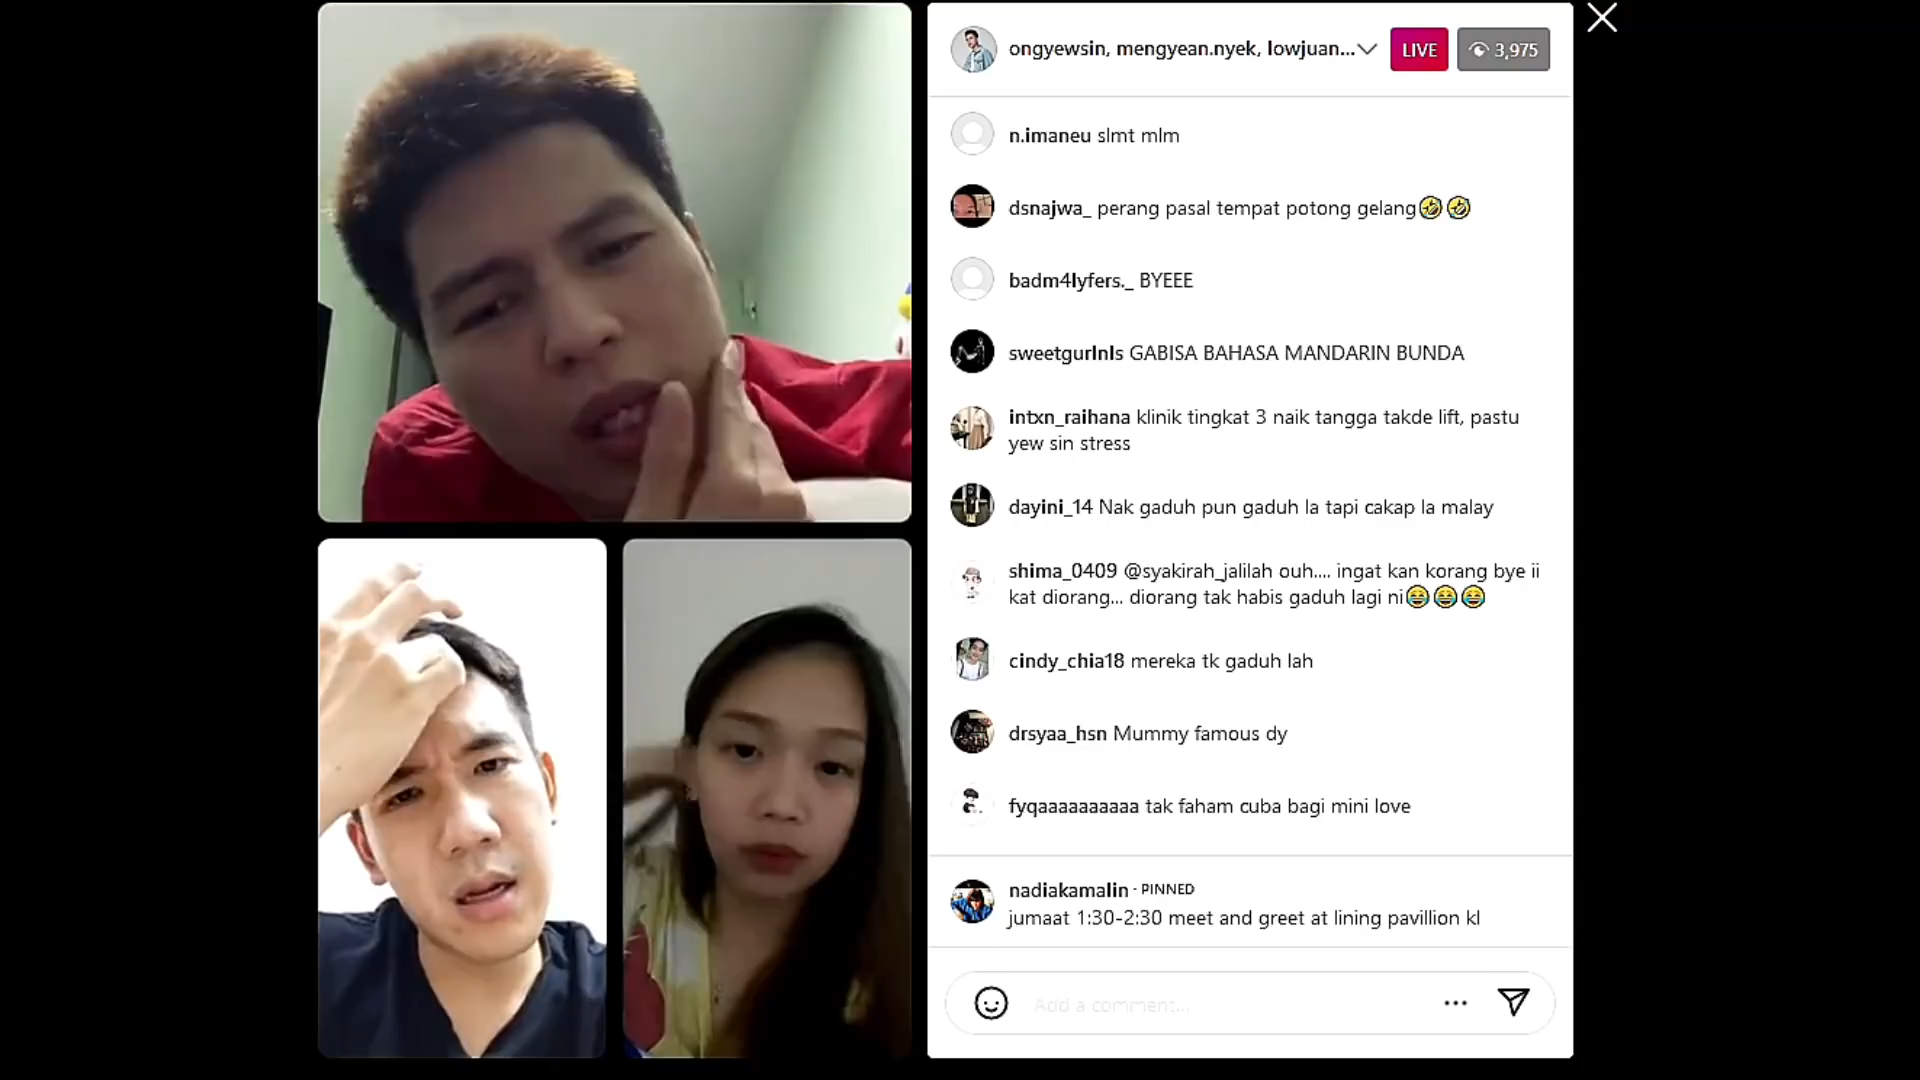 ongyewsin, mengyean.nyek, lowjuan...
LIVE
3,975
n.imaneu slmt mlm
dsnajwa_ perang pasal tempat potong gelang🤣🤣
badm4lyfers._ BYEEE
sweetgurlnls GABISA BAHASA MANDARIN BUNDA
intxn_raihana klinik tingkat 3 naik tangga takde lift, pastu
yew sin stress
dayini_14 Nak gaduh pun gaduh la tapi cakap la malay
shima_0409 @syakirah_jalilah ouh.... ingat kan korang bye ii
kat diorang... diorang tak habis gaduh lagi ni😂😂😂
cindy_chia18 mereka tk gaduh lah
drsyaa_hsn Mummy famous dy
fyqaaaaaaaaaa tak faham cuba bagi mini love
nadiakamalin · PINNED
jumaat 1:30-2:30 meet and greet at lining pavillion kl
Add a comment...